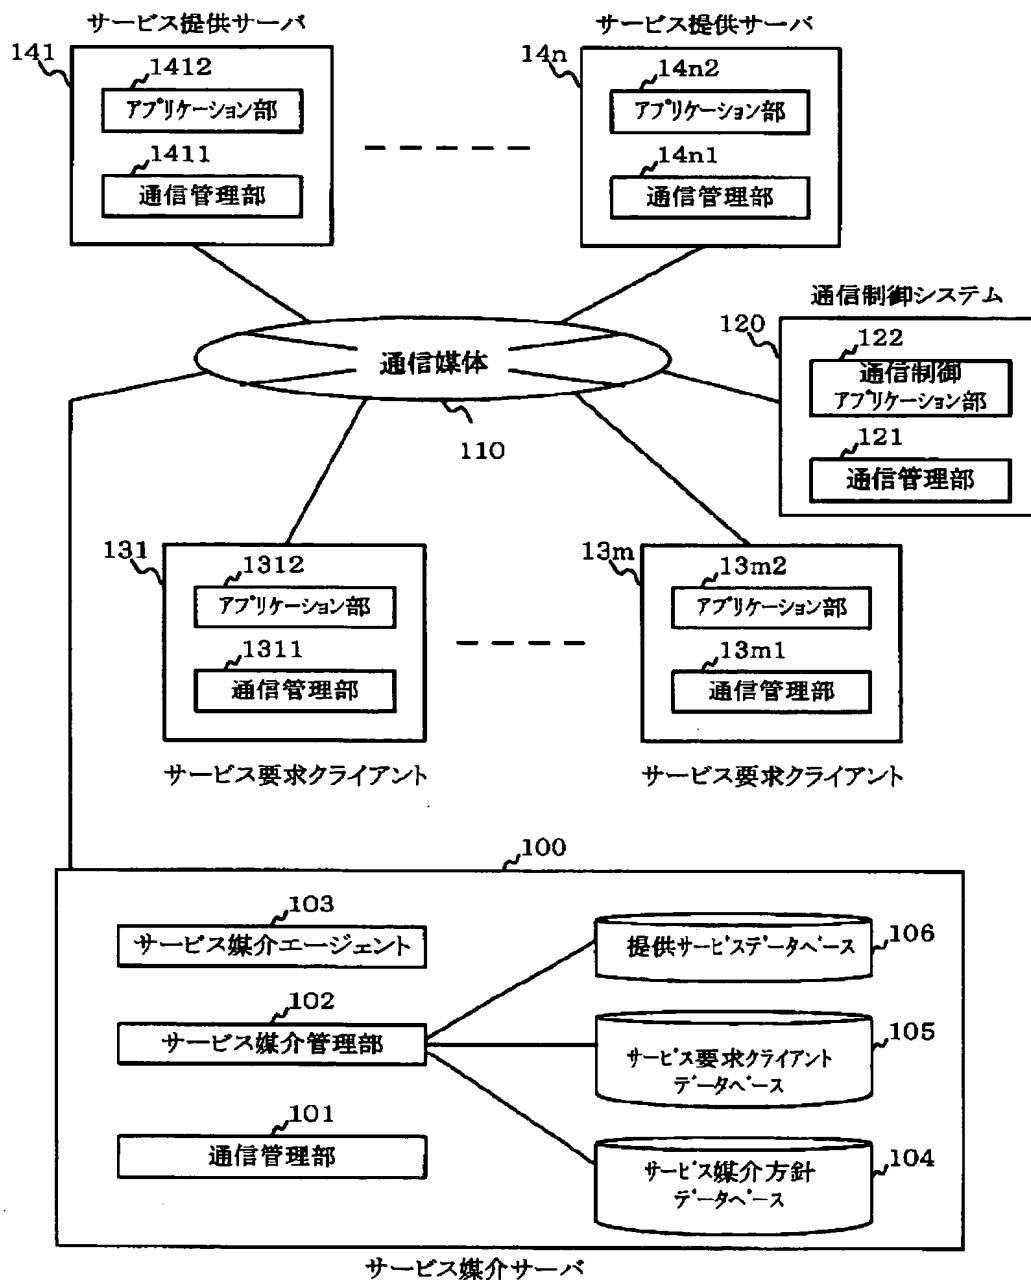 サービス提供サーバ
サービス提供サーバ
141
1412
アプリケーション部
1411
通信管理部
14n
14n2
アプリケーション部
14n1
通信管理部
通信制御システム
120
122
通信制御
アプリケーション部
121
通信管理部
通信媒体
110
131
1312
アプリケーション部
1311
通信管理部
サービス要求クライアント
13m
13m2
アプリケーション部
13m1
通信管理部
サービス要求クライアント
100
103
サービス媒介エージェント
102
サービス媒介管理部
101
通信管理部
提供サービスデータベース
106
サービス要求クライアント
データベース
105
サービス媒介方針
データベース
104
サービス媒介サーバ